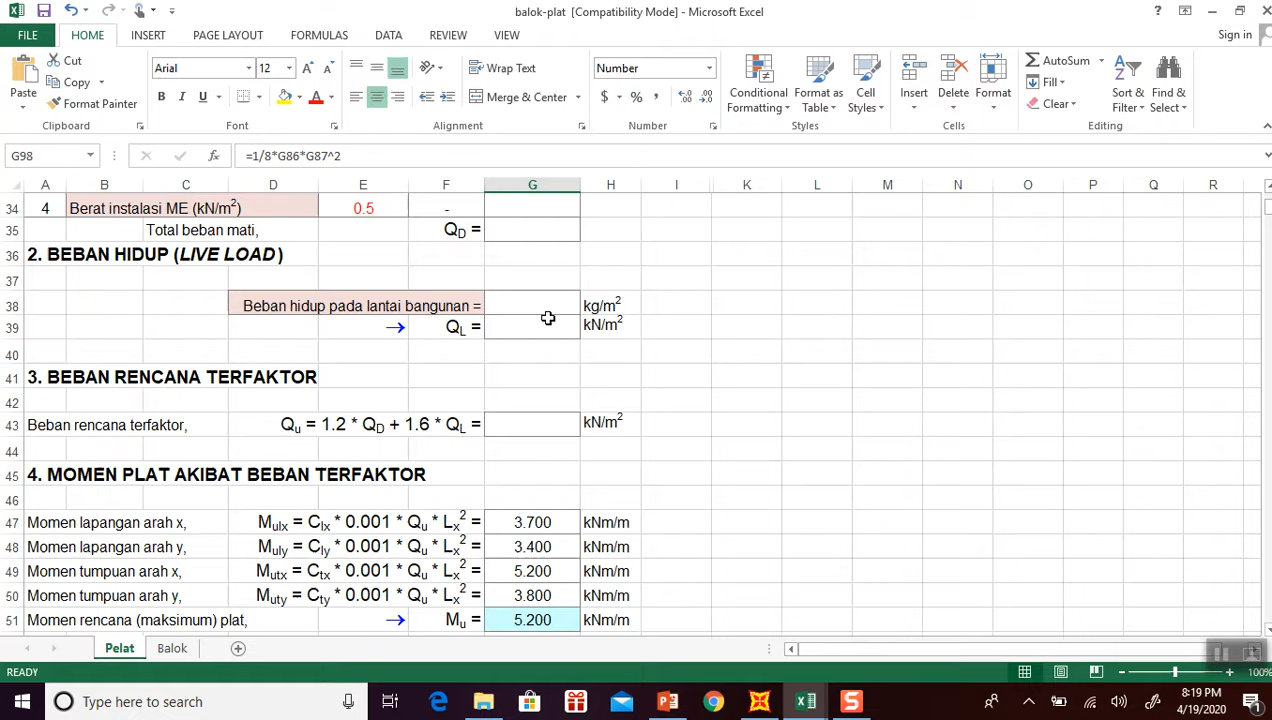 balok-plat [Compatibility Mode] - Microsoft Excel
?
FILE HOME INSERT PAGE LAYOUT FORMULAS DATA REVIEW VIEW Sign in
Paste Cut Copy Format Painter Clipboard
Arial 12 A A B I U A Font
Wrap Text Merge & Center Alignment
Number $ % , Number
Conditional Formatting Format as Table Cell Styles Styles
Insert Delete Format Cells
AutoSum Fill Clear Sort & Filter Find & Select Editing
G98 fx =1/8*G86*G87^2
A B C D E F G H I K L M N O P Q R
34 4 Berat instalasi ME (kN/m²) 0.5 -
35 Total beban mati, Q_D =
36 2. BEBAN HIDUP (LIVE LOAD)
37
38 Beban hidup pada lantai bangunan = kg/m²
39 → Q_L = kN/m²
40
41 3. BEBAN RENCANA TERFAKTOR
42
43 Beban rencana terfaktor, Q_u = 1.2 * Q_D + 1.6 * Q_L = kN/m²
44
45 4. MOMEN PLAT AKIBAT BEBAN TERFAKTOR
46
47 Momen lapangan arah x, M_ulx = C_lx * 0.001 * Q_u * L_x² = 3.700 kNm/m
48 Momen lapangan arah y, M_uly = C_ly * 0.001 * Q_u * L_x² = 3.400 kNm/m
49 Momen tumpuan arah x, M_utx = C_tx * 0.001 * Q_u * L_x² = 5.200 kNm/m
50 Momen tumpuan arah y, M_uty = C_ty * 0.001 * Q_u * L_x² = 3.800 kNm/m
51 Momen rencana (maksimum) plat, → M_u = 5.200 kNm/m
Pelat Balok
READY 100%
Type here to search
8:19 PM
4/19/2020